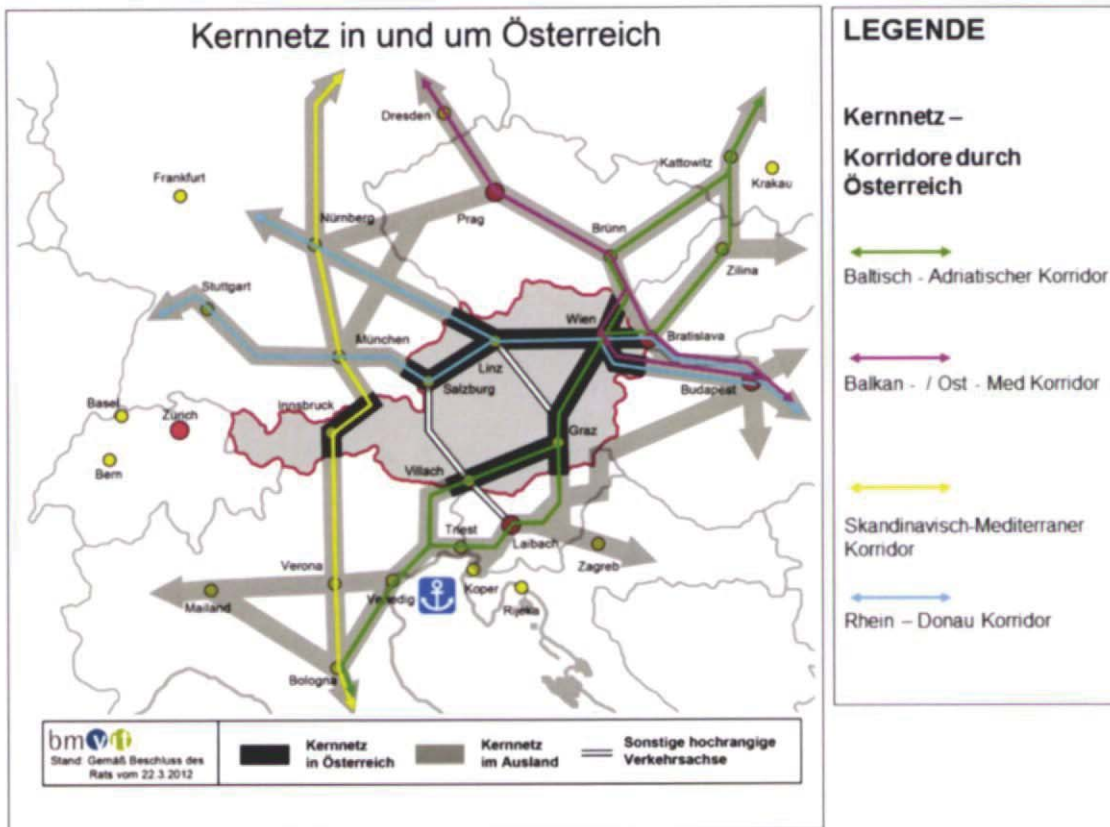 Kernnetz in und um Österreich
Dresden
Kattowitz
Krakau
Frankfurt
Nürnberg
Prag
Brünn
Zilina
Stuttgart
München
Wien
Bratislava
Linz
Salzburg
Budapest
Basel
Zürich
Innsbruck
Bern
Graz
Villach
Triest
Laibach
Zagreb
Verona
Koper
Mailand
Venedig
Rijeka
Bologna
bmvit
Stand: Gemäß Beschluss des
Rats vom 22.3.2012
Kernnetz
in Österreich
Kernnetz
im Ausland
Sonstige hochrangige
Verkehrsachse
LEGENDE
Kernnetz –
Korridore durch
Österreich
Baltisch - Adriatischer Korridor
Balkan - / Ost - Med Korridor
Skandinavisch-Mediterraner
Korridor
Rhein – Donau Korridor